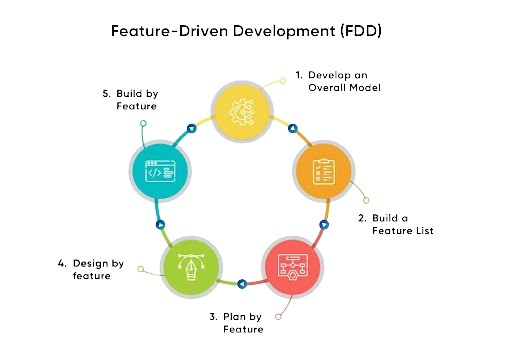 Feature-Driven Development (FDD)
1. Develop an
Overall Model
2. Build a
Feature List
3. Plan by
Feature
4. Design by
feature
5. Build by
Feature